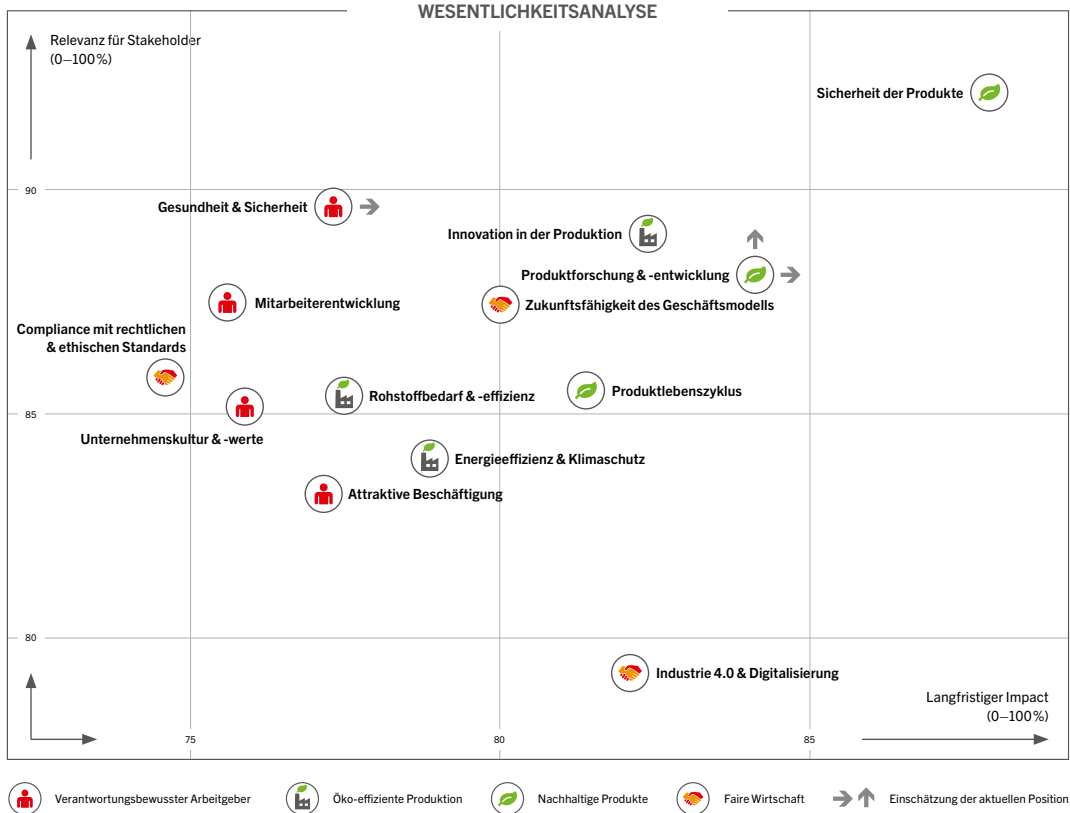 WESENTLICHKEITSANALYSE
Relevanz für Stakeholder
(0–100%)
Sicherheit der Produkte
90
Gesundheit & Sicherheit
Innovation in der Produktion
Produktforschung & -entwicklung
Mitarbeiterentwicklung
Zukunftsfähigkeit des Geschäftsmodells
Compliance mit rechtlichen
& ethischen Standards
Rohstoffbedarf & -effizienz
Produktlebenszyklus
85
Unternehmenskultur & -werte
Energieeffizienz & Klimaschutz
Attraktive Beschäftigung
80
Industrie 4.0 & Digitalisierung
Langfristiger Impact
(0–100%)
75
80
85
Verantwortungsbewusster Arbeitgeber
Öko-effiziente Produktion
Nachhaltige Produkte
Faire Wirtschaft
Einschätzung der aktuellen Position